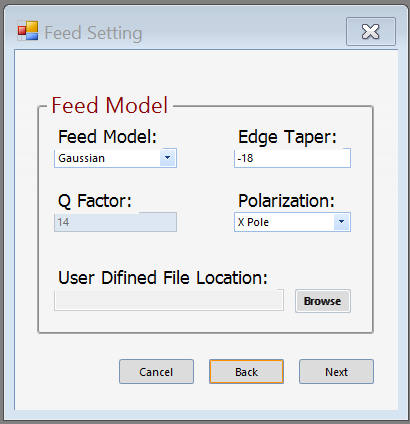 Feed Setting
Feed Model
Feed Model: Edge Taper:
Gaussian -18
Q Factor: Polarization:
14 X Pole
User Difined File Location:
Browse
Cancel Back Next